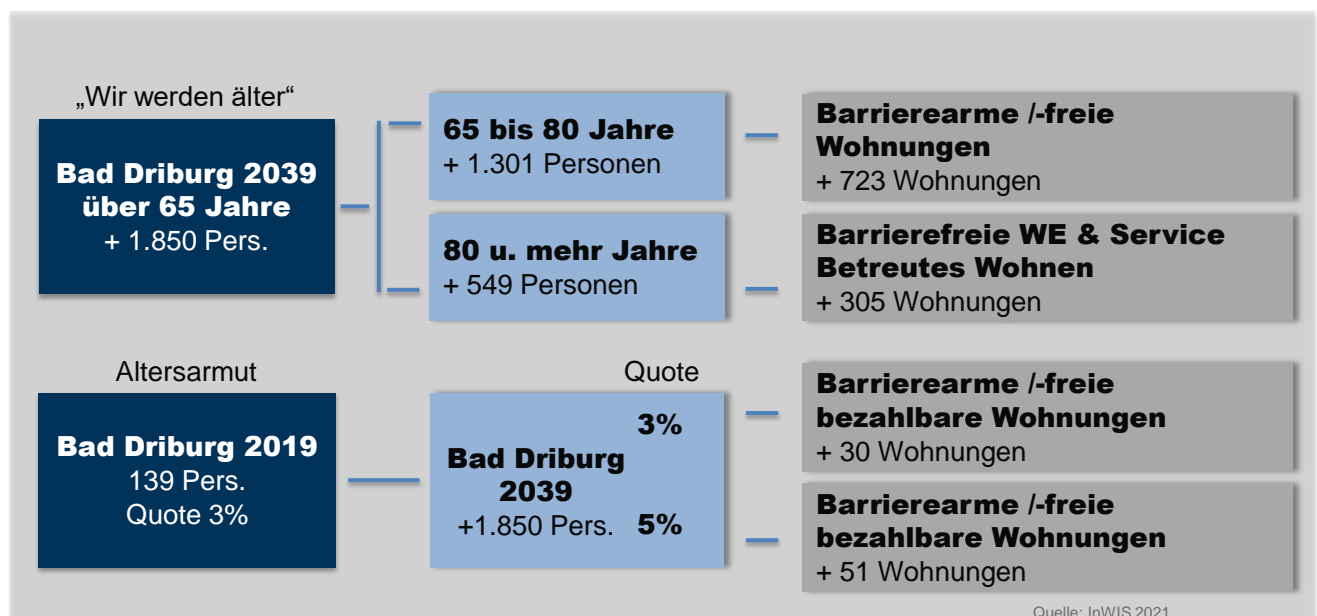 „Wir werden älter“
Bad Driburg 2039
über 65 Jahre
+ 1.850 Pers.
65 bis 80 Jahre
+ 1.301 Personen
Barrierearme /-freie
Wohnungen
+ 723 Wohnungen
80 u. mehr Jahre
+ 549 Personen
Barrierefreie WE & Service
Betreutes Wohnen
+ 305 Wohnungen
Altersarmut
Bad Driburg 2019
139 Pers.
Quote 3%
Quote
3%
Bad Driburg
2039
+1.850 Pers.
5%
Barrierearme /-freie
bezahlbare Wohnungen
+ 30 Wohnungen
Barrierearme /-freie
bezahlbare Wohnungen
+ 51 Wohnungen
Quelle: InWIS 2021